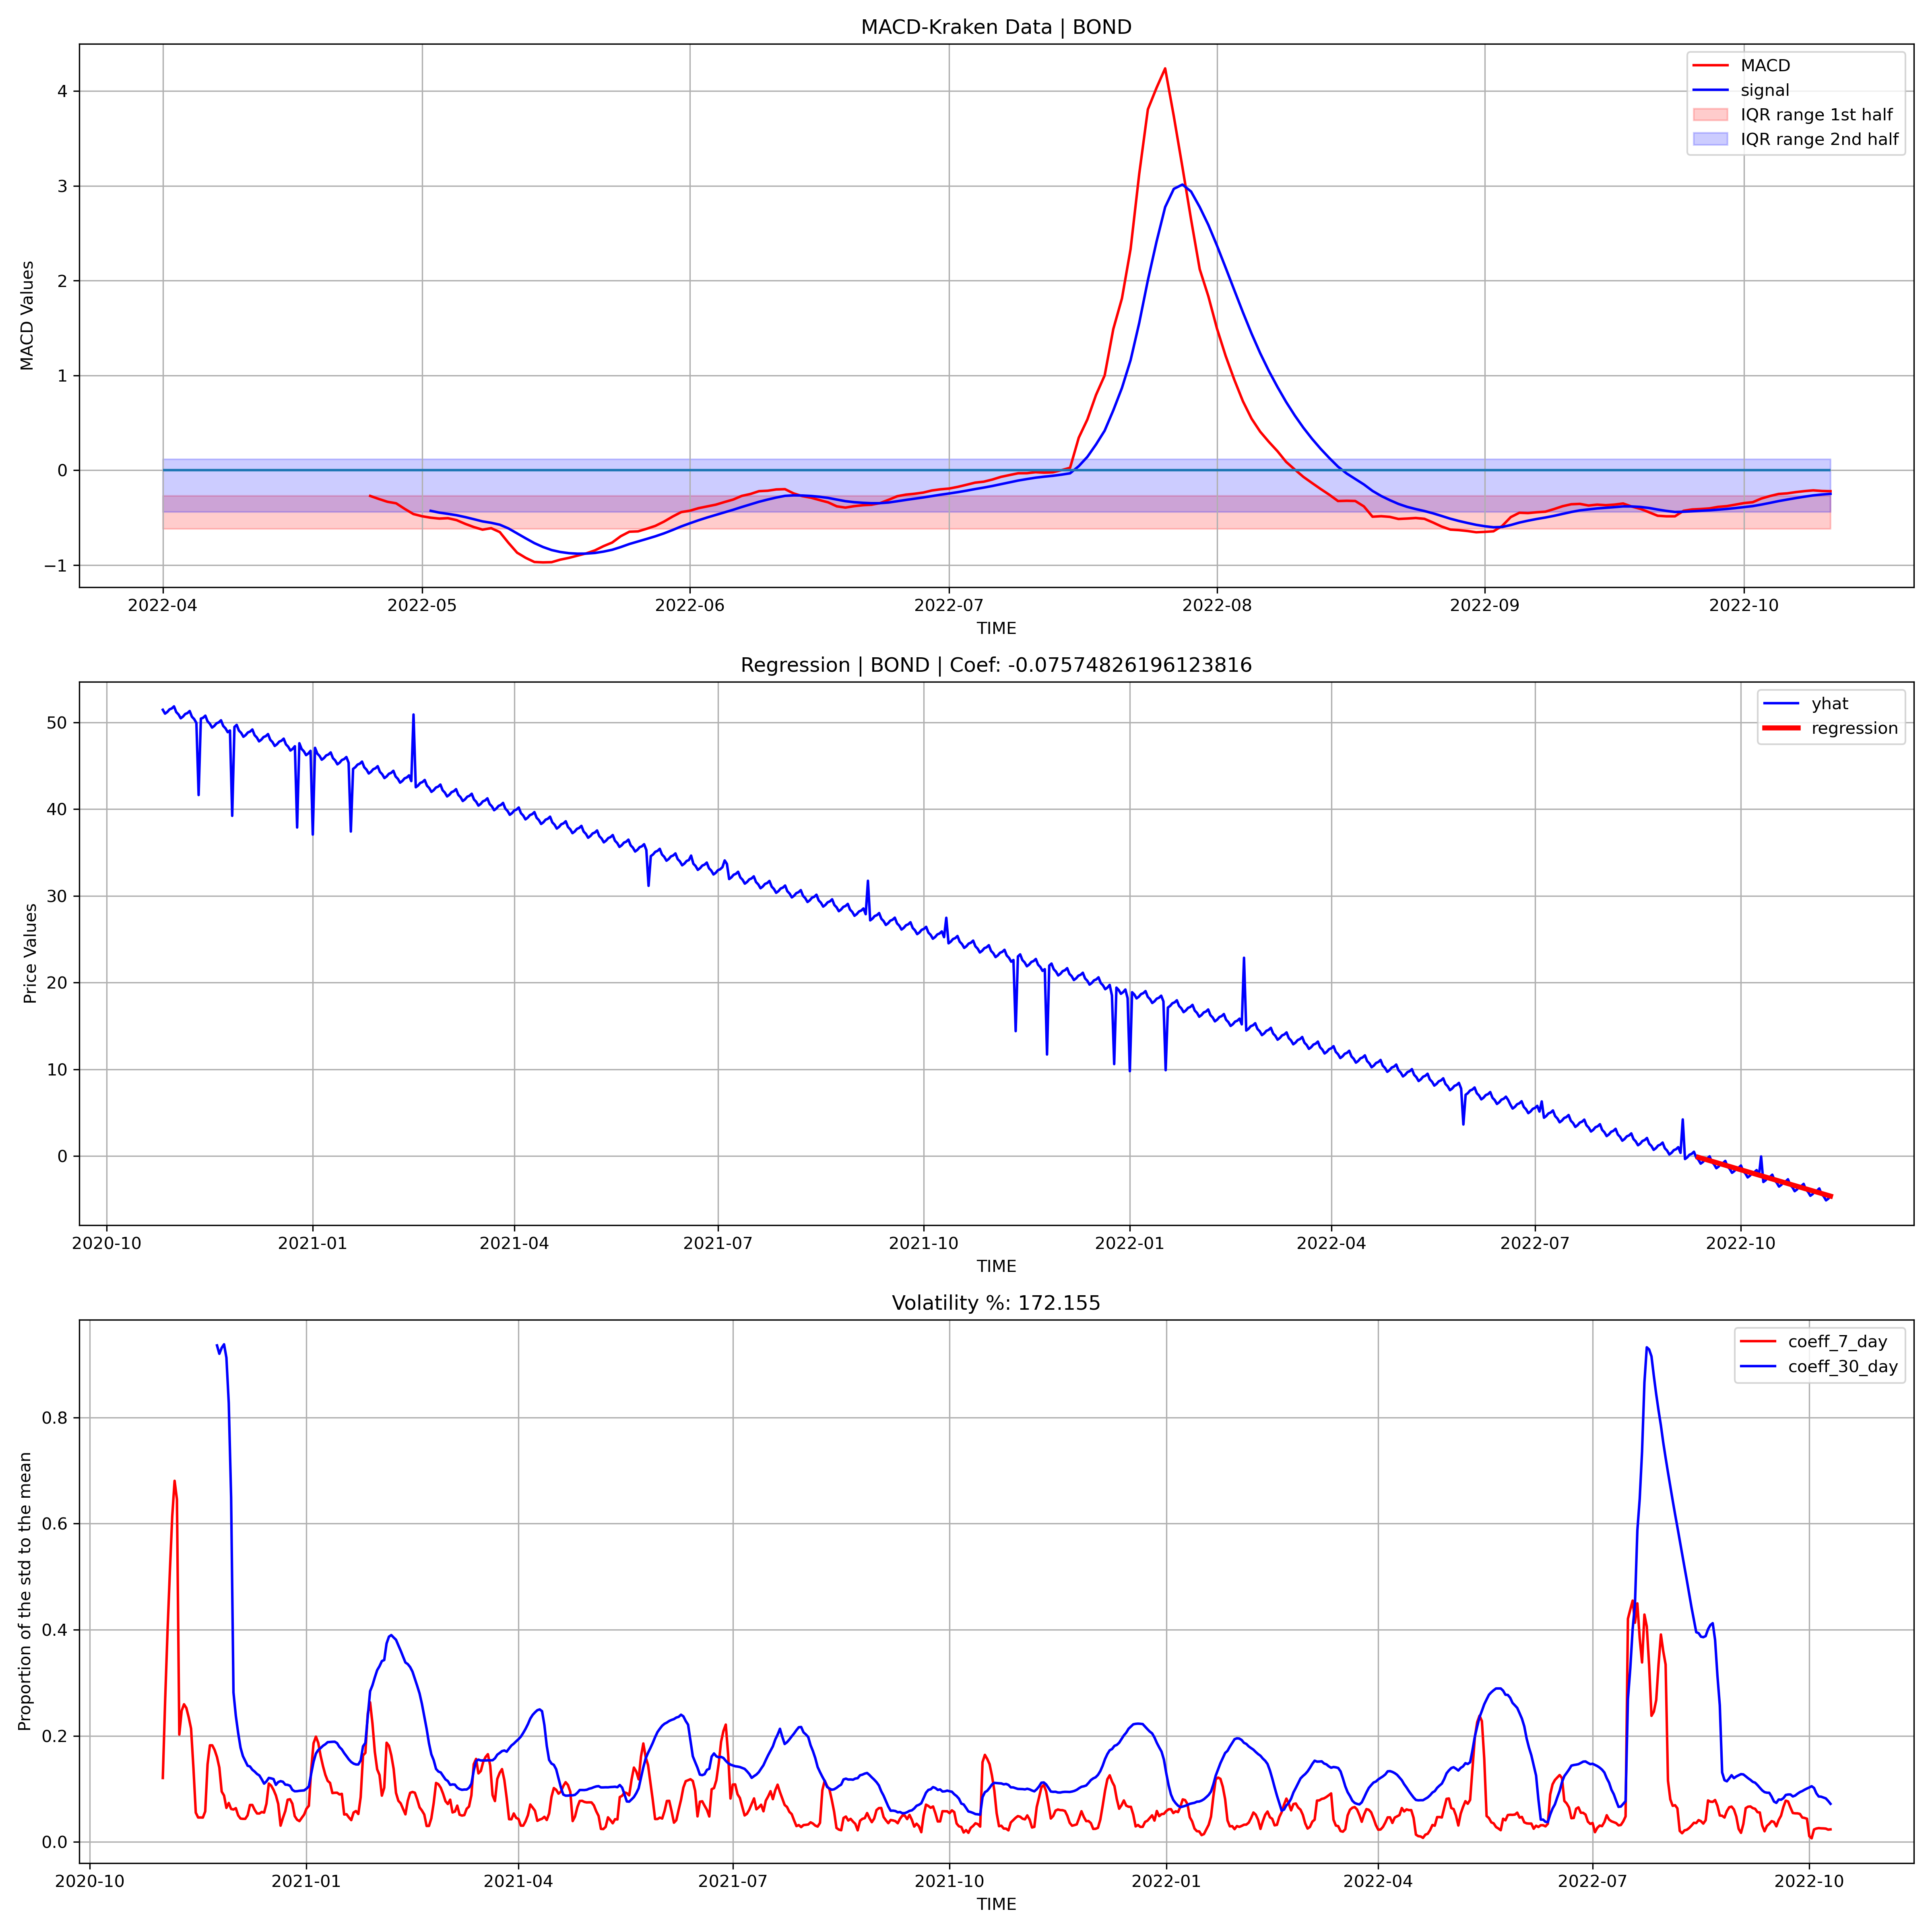 MACD-Kraken Data | BOND
MACD
signal
IQR range 1st half
IQR range 2nd half
4
3
2
1
0
−1
MACD Values
2022-04 2022-05 2022-06 2022-07 2022-08 2022-09 2022-10
TIME
Regression | BOND | Coef: -0.07574826196123816
yhat
regression
50
40
30
20
10
0
Price Values
2020-10 2021-01 2021-04 2021-07 2021-10 2022-01 2022-04 2022-07 2022-10
TIME
Volatility %: 172.155
coeff_7_day
coeff_30_day
0.8
0.6
0.4
0.2
0.0
Proportion of the std to the mean
2020-10 2021-01 2021-04 2021-07 2021-10 2022-01 2022-04 2022-07 2022-10
TIME